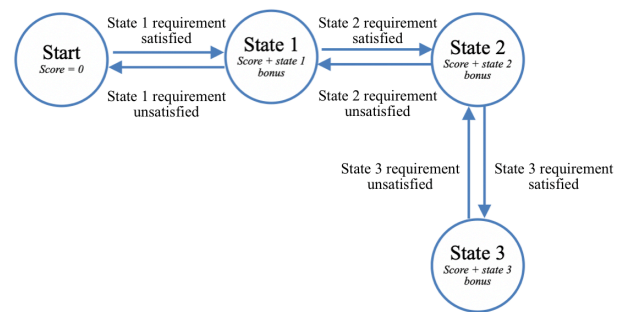 State 1 requirement
satisfied
State 2 requirement
satisfied
Start
Score = 0
State 1
Score + state 1
bonus
State 2
Score + state 2
bonus
State 1 requirement
unsatisfied
State 2 requirement
unsatisfied
State 3 requirement
unsatisfied
State 3 requirement
satisfied
State 3
Score + state 3
bonus